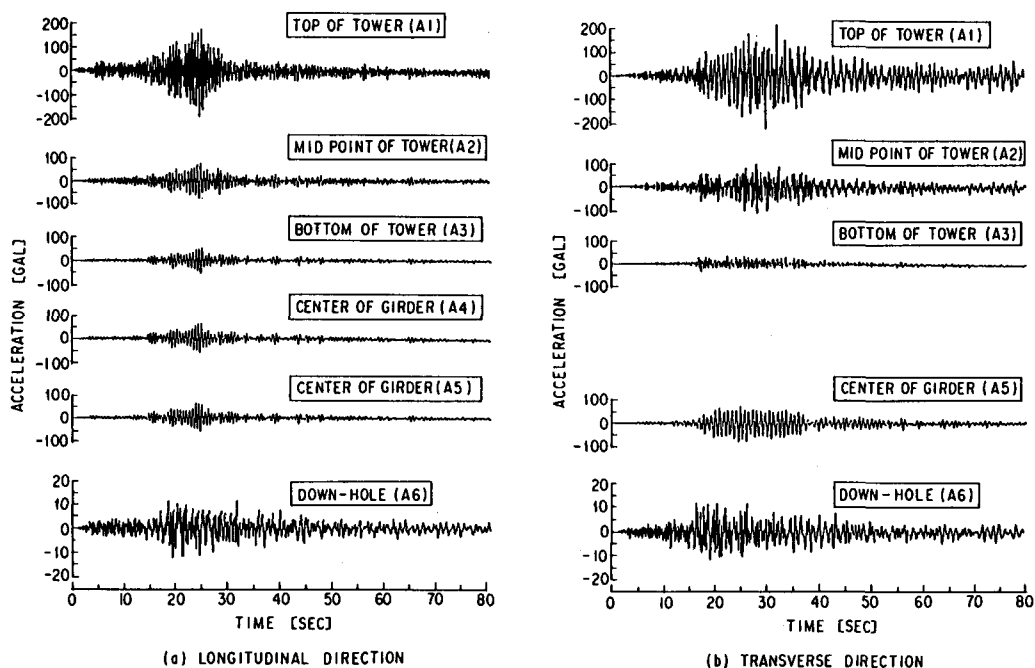 TOP OF TOWER (A1)
200
100
0
-100
-200
MID POINT OF TOWER(A2)
100
0
-100
BOTTOM OF TOWER (A3)
100
0
-100
CENTER OF GIRDER (A4)
100
0
-100
CENTER OF GIRDER (A5)
100
0
-100
DOWN-HOLE (A6)
20
10
0
-10
-20
ACCELERATION [GAL]
0 10 20 30 40 50 60 70 80
TIME [SEC]
(a) LONGITUDINAL DIRECTION
TOP OF TOWER (A1)
200
100
0
-100
200
MID POINT OF TOWER(A2)
100
0
-100
BOTTOM OF TOWER (A3)
100
0
-100
CENTER OF GIRDER (A5)
100
0
-100
DOWN-HOLE (A6)
20
10
0
-10
-20
ACCELERATION [GAL]
0 10 20 30 40 50 60 70 80
TIME [SEC]
(b) TRANSVERSE DIRECTION